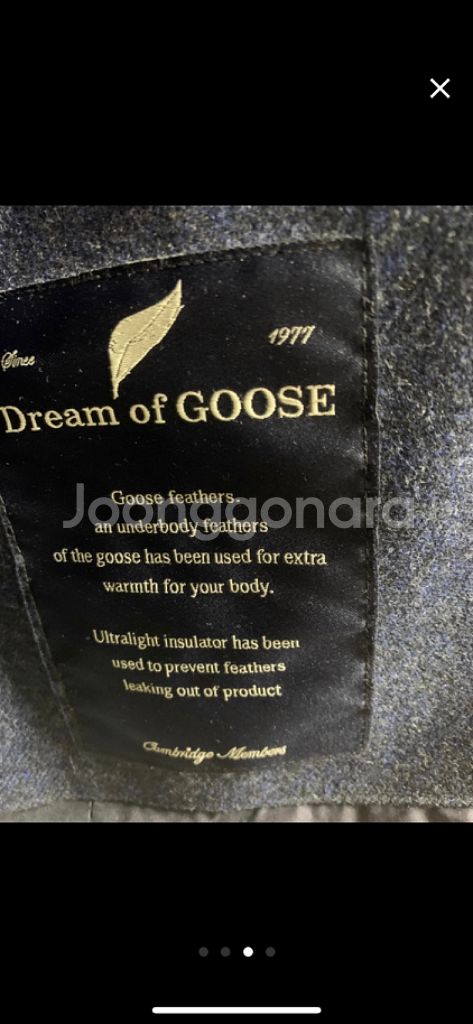 Since 1977
Dream of GOOSE
Goose feathers.
an underbody feathers
of the goose has been used for extra
warmth for your body.
Ultralight insulator has been
used to prevent feathers
leaking out of product
Cambridge Members
Joonggonara